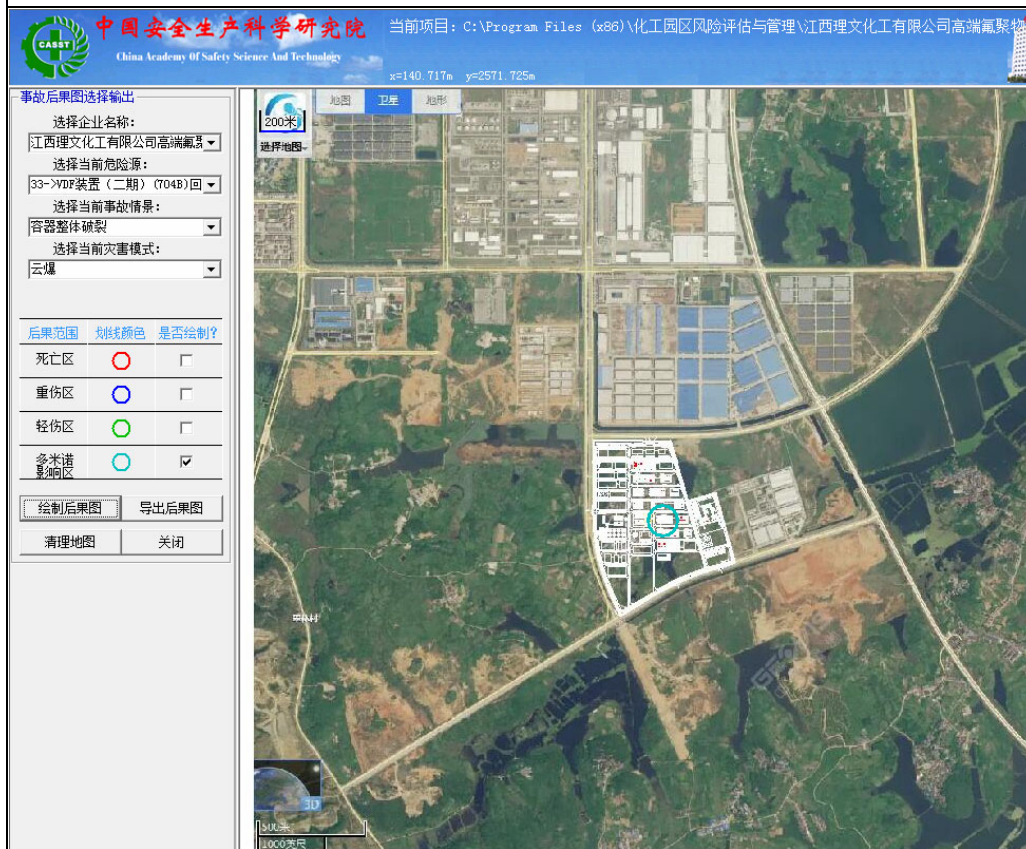 中国安全生产科学研究院
CASST
China Academy Of Safety Science And Technology
当前项目：C:\Program Files (x86)\化工园区风险评估与管理\江西理文化工有限公司高端氟聚物
x=140.717m y=2571.725m
事故后果图选择输出
选择企业名称：
江西理文化工有限公司高端氟聚
选择当前危险源：
33->VDF装置（二期）(704B)回
选择当前事故情景：
容器整体破裂
选择当前灾害模式：
云爆
后果范围 划线颜色 是否绘制?
死亡区
重伤区
轻伤区
多米诺
影响区
绘制后果图 导出后果图
清理地图 关闭
200米
选择地图
地图 卫星 地形
3D
500米
1000英尺